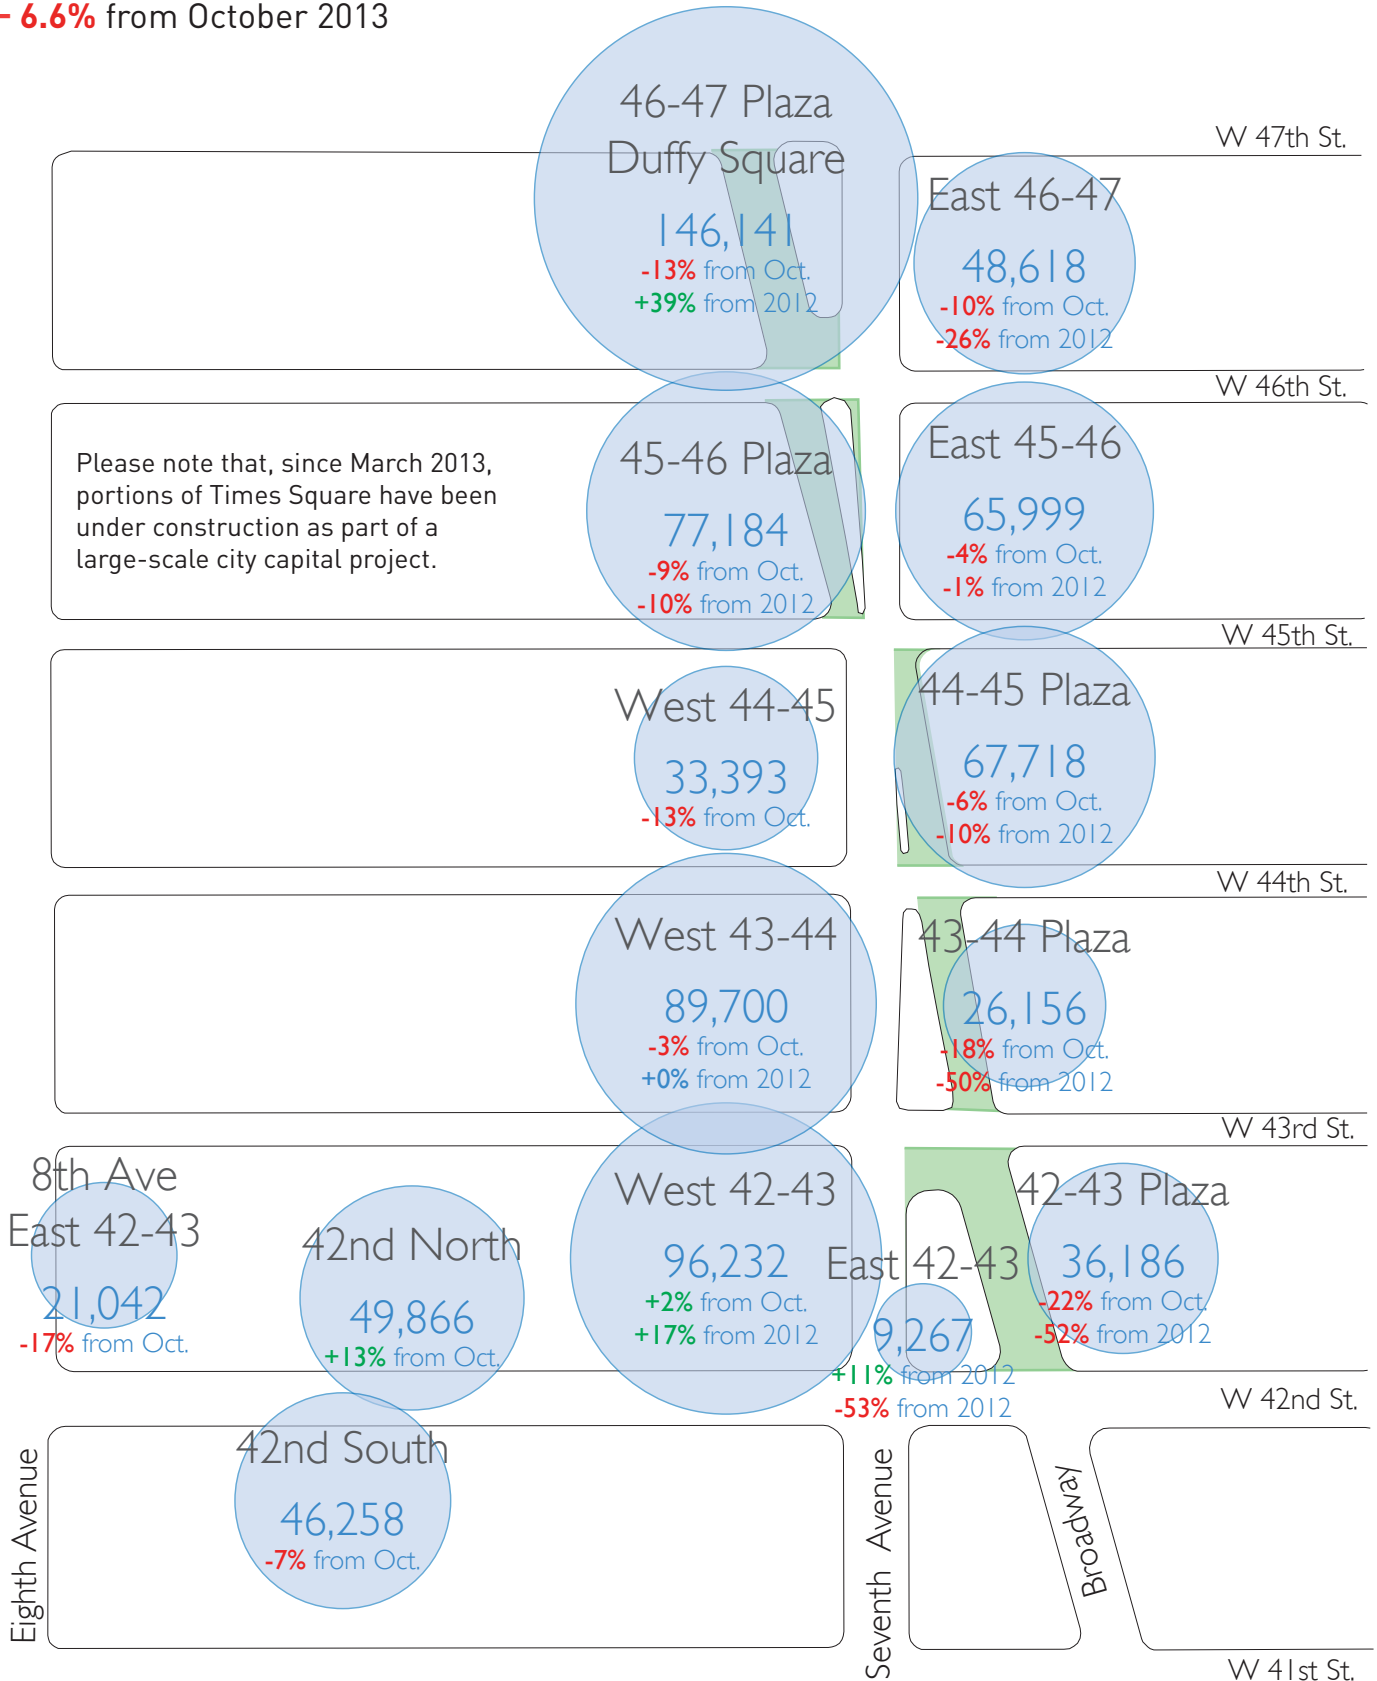 - 6.6% from October 2013
46-47 Plaza
Duffy Square
146,141
-13% from Oct.
+39% from 2012
W 47th St.
East 46-47
48,618
-10% from Oct.
-26% from 2012
W 46th St.
Please note that, since March 2013,
portions of Times Square have been
under construction as part of a
large-scale city capital project.
45-46 Plaza
77,184
-9% from Oct.
-10% from 2012
East 45-46
65,999
-4% from Oct.
-1% from 2012
W 45th St.
West 44-45
33,393
-13% from Oct.
44-45 Plaza
67,718
-6% from Oct.
-10% from 2012
W 44th St.
West 43-44
89,700
-3% from Oct.
+0% from 2012
43-44 Plaza
26,156
-18% from Oct.
-50% from 2012
W 43rd St.
8th Ave
East 42-43
21,042
-17% from Oct.
42nd North
49,866
+13% from Oct.
West 42-43
96,232
+2% from Oct.
+17% from 2012
East 42-43
9,267
+11% from 2012
-53% from 2012
42-43 Plaza
36,186
-22% from Oct.
-52% from 2012
W 42nd St.
42nd South
46,258
-7% from Oct.
Eighth Avenue
Seventh Avenue
Broadway
W 41st St.